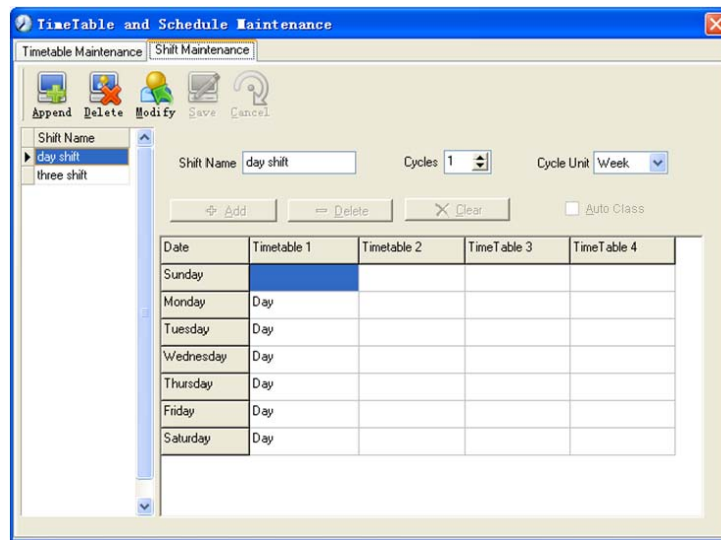 TimeTable and Schedule Maintenance
Timetable Maintenance Shift Maintenance
Append Delete Modify Save Cancel
Shift Name
day shift
three shift
Shift Name day shift Cycles 1 Cycle Unit Week
Add Delete Clear Auto Class
Date Timetable 1 Timetable 2 TimeTable 3 TimeTable 4
Sunday
Monday Day
Tuesday Day
Wednesday Day
Thursday Day
Friday Day
Saturday Day